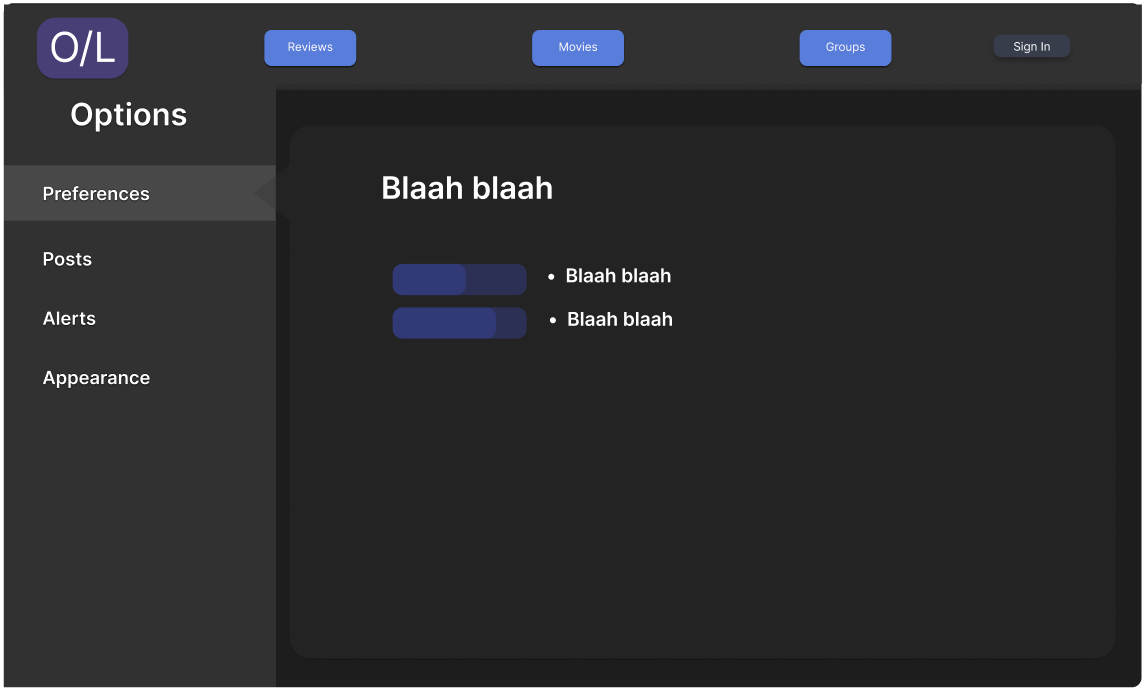 O/L
Reviews
Movies
Groups
Sign In
Options
Preferences
Posts
Alerts
Appearance
Blaah blaah
• Blaah blaah
• Blaah blaah